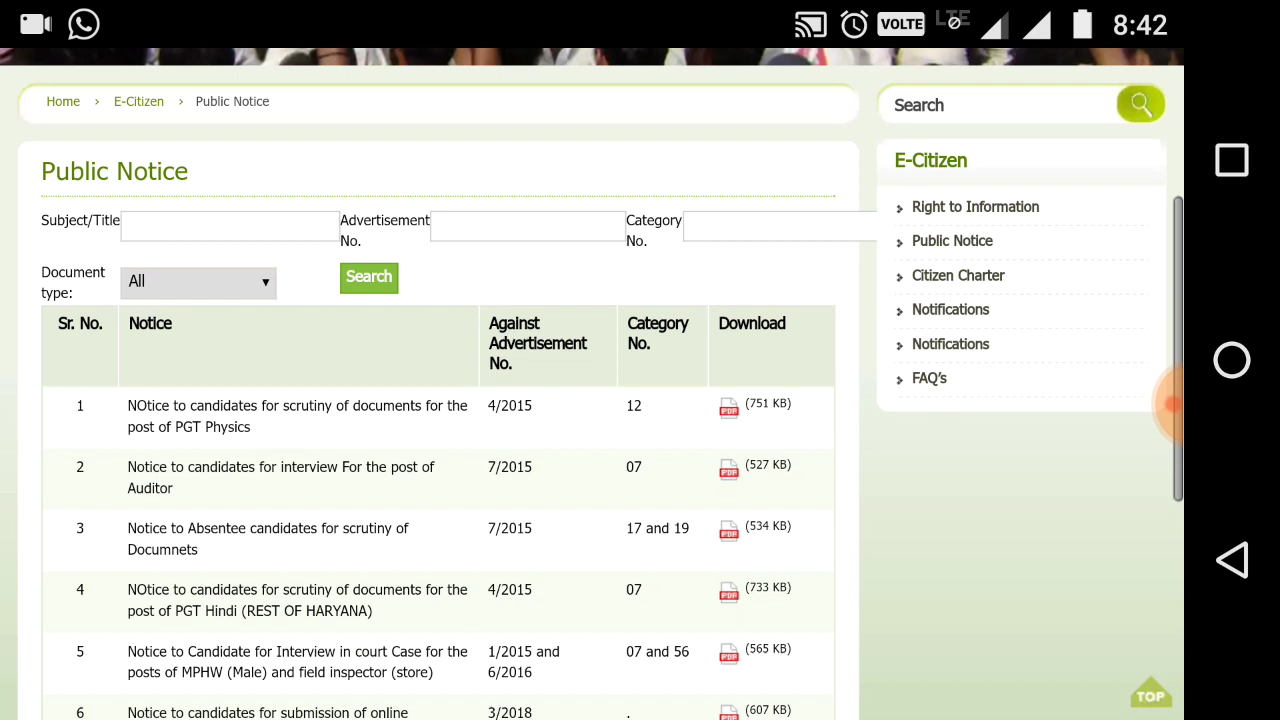 VOLTE LTE 8:42
Home › E-Citizen › Public Notice
Search
Public Notice
E-Citizen
Right to Information
Public Notice
Citizen Charter
Notifications
Notifications
FAQ's
Subject/Title Advertisement No. Category No.
Document type: All Search
Sr. No. Notice Against Advertisement No. Category No. Download
1 NOtice to candidates for scrutiny of documents for the 4/2015 12 PDF (751 KB)
post of PGT Physics
2 Notice to candidates for interview For the post of 7/2015 07 PDF (527 KB)
Auditor
3 Notice to Absentee candidates for scrutiny of 7/2015 17 and 19 PDF (534 KB)
Documnets
4 NOtice to candidates for scrutiny of documents for the 4/2015 07 PDF (733 KB)
post of PGT Hindi (REST OF HARYANA)
5 Notice to Candidate for Interview in court Case for the 1/2015 and 07 and 56 PDF (565 KB)
posts of MPHW (Male) and field inspector (store) 6/2016
6 Notice to candidates for submission of online 3/2018 . PDF (607 KB)
TOP